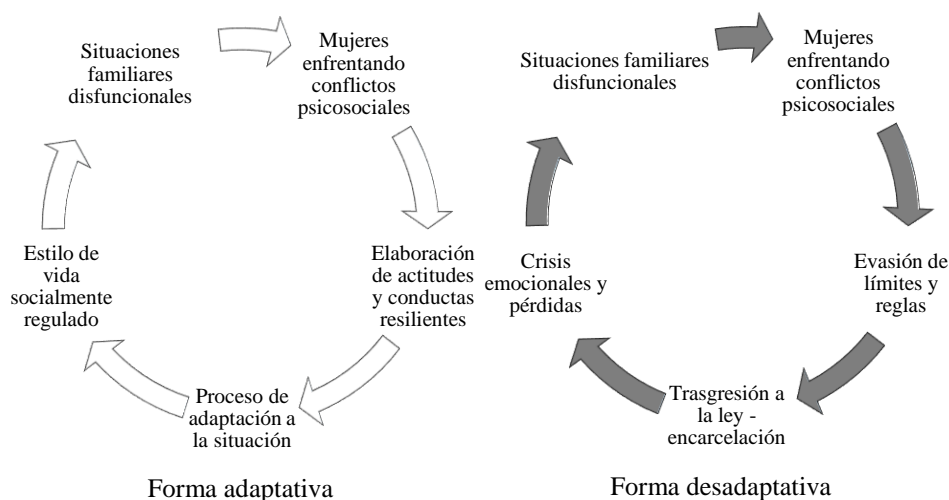 Situaciones
familiares
disfuncionales
Mujeres
enfrentando
conflictos
psicosociales
Elaboración
de actitudes
y conductas
resilientes
Proceso de
adaptación a
la situación
Estilo de
vida
socialmente
regulado
Forma adaptativa
Situaciones familiares
disfuncionales
Mujeres
enfrentando
conflictos
psicosociales
Evasión de
límites y
reglas
Trasgresión a
la ley -
encarcelación
Crisis
emocionales y
pérdidas
Forma desadaptativa